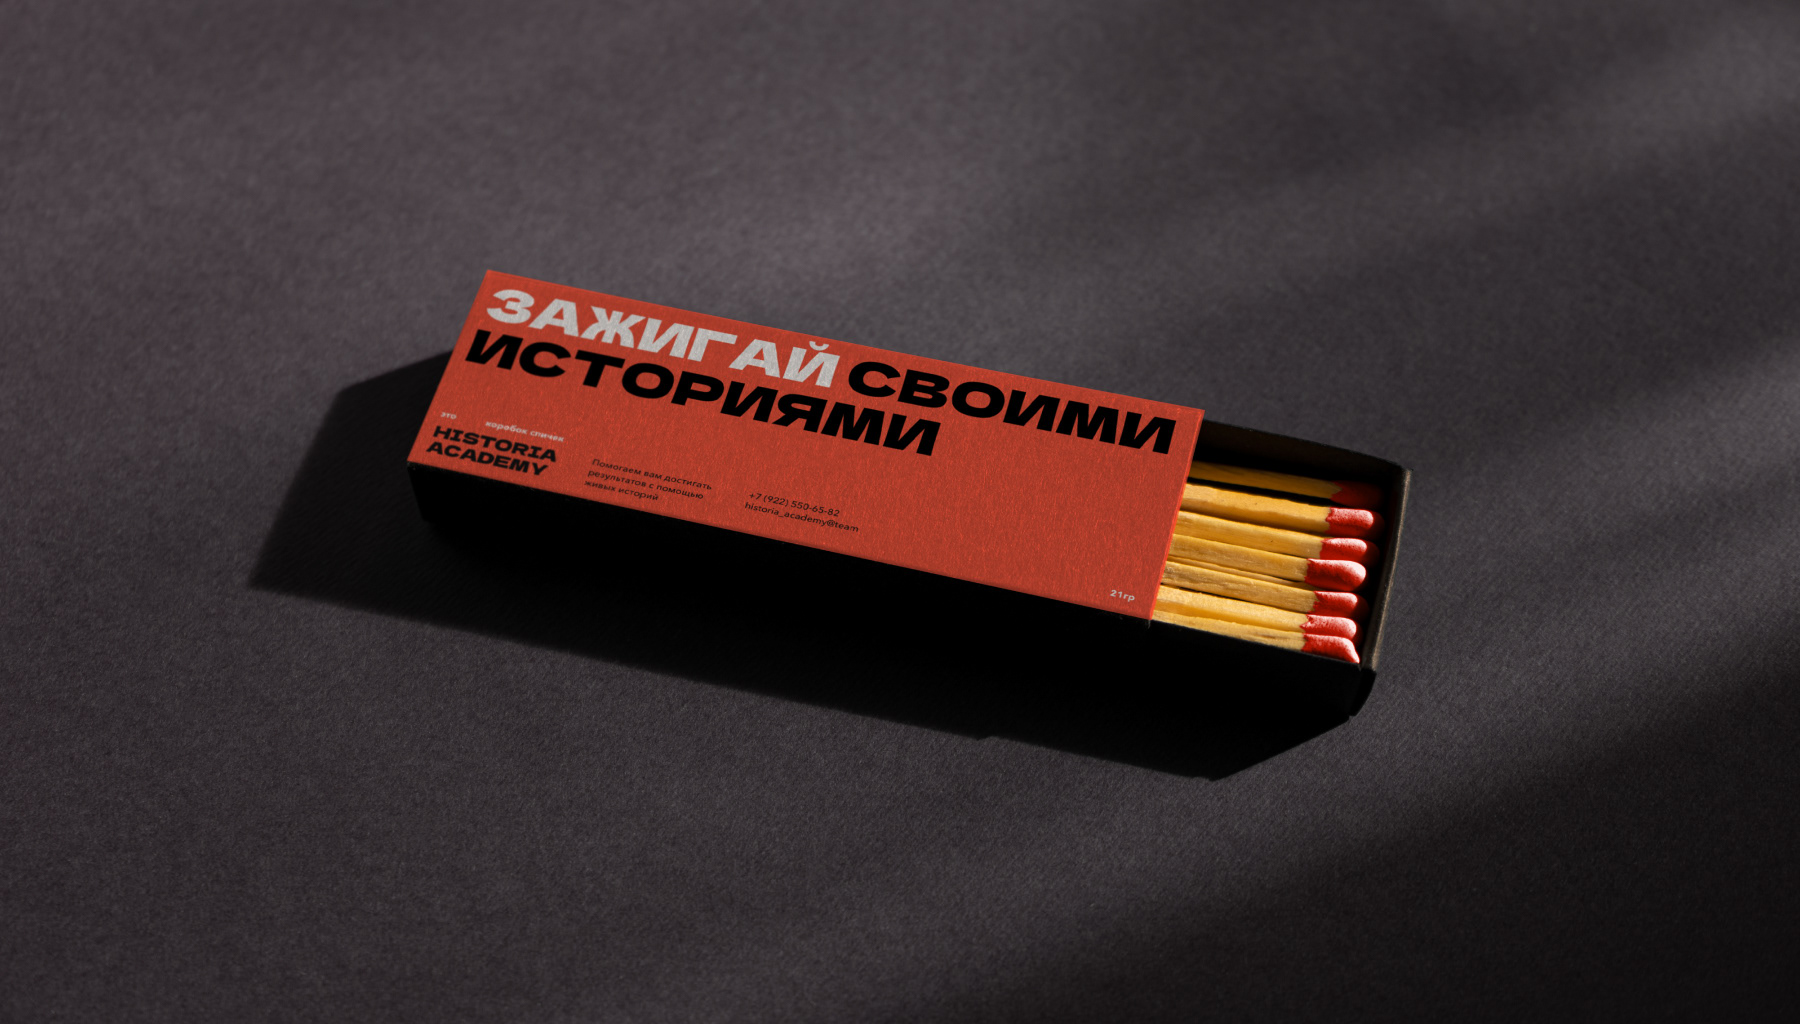 ЗАЖИГАЙ СВОИМИ
ИСТОРИЯМИ
это
коробок спичек
HISTORIA
ACADEMY
Помогаем вам достигать
результатов с помощью
живых историй
+7 (922) 550-65-82
historia_academy@team
21гр